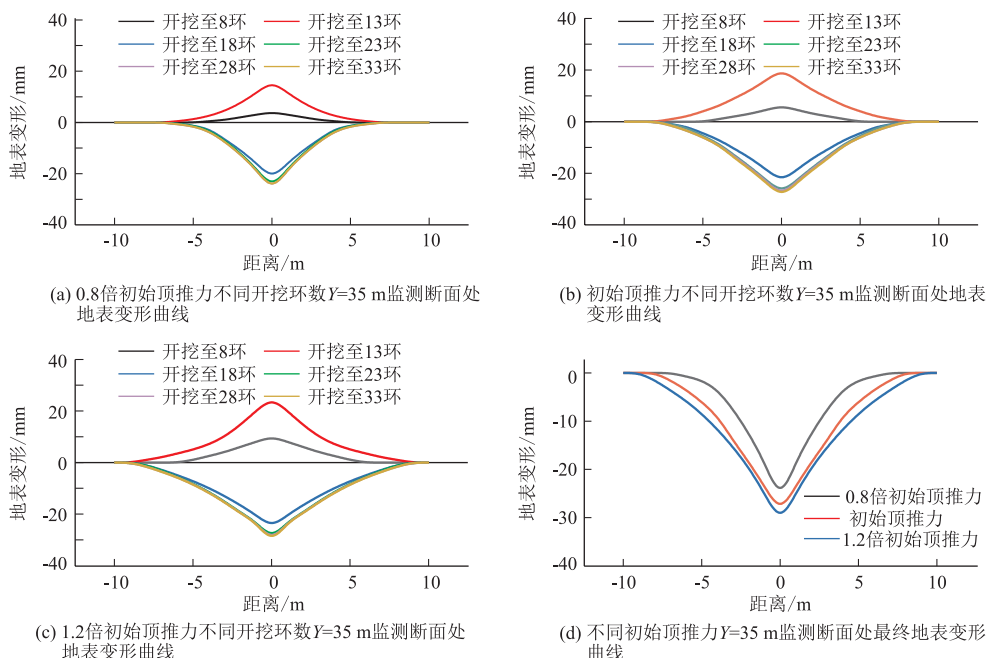 40
20
0
-20
-40
地表变形/mm
开挖至8环 开挖至13环
开挖至18环 开挖至23环
开挖至28环 开挖至33环
-10 -5 0 5 10
距离/m
(a) 0.8倍初始顶推力不同开挖环数Y=35 m监测断面处
地表变形曲线
40
20
0
-20
-40
地表变形/mm
开挖至8环 开挖至13环
开挖至18环 开挖至23环
开挖至28环 开挖至33环
-10 -5 0 5 10
距离/m
(b) 初始顶推力不同开挖环数Y=35 m监测断面处地表
变形曲线
40
20
0
-20
-40
地表变形/mm
开挖至8环 开挖至13环
开挖至18环 开挖至23环
开挖至28环 开挖至33环
-10 -5 0 5 10
距离/m
(c) 1.2倍初始顶推力不同开挖环数Y=35 m监测断面处
地表变形曲线
0
-10
-20
-30
-40
地表变形/mm
0.8倍初始顶推力
初始顶推力
1.2倍初始顶推力
-10 -5 0 5 10
距离/m
(d) 不同初始顶推力Y=35 m监测断面处最终地表变形
曲线